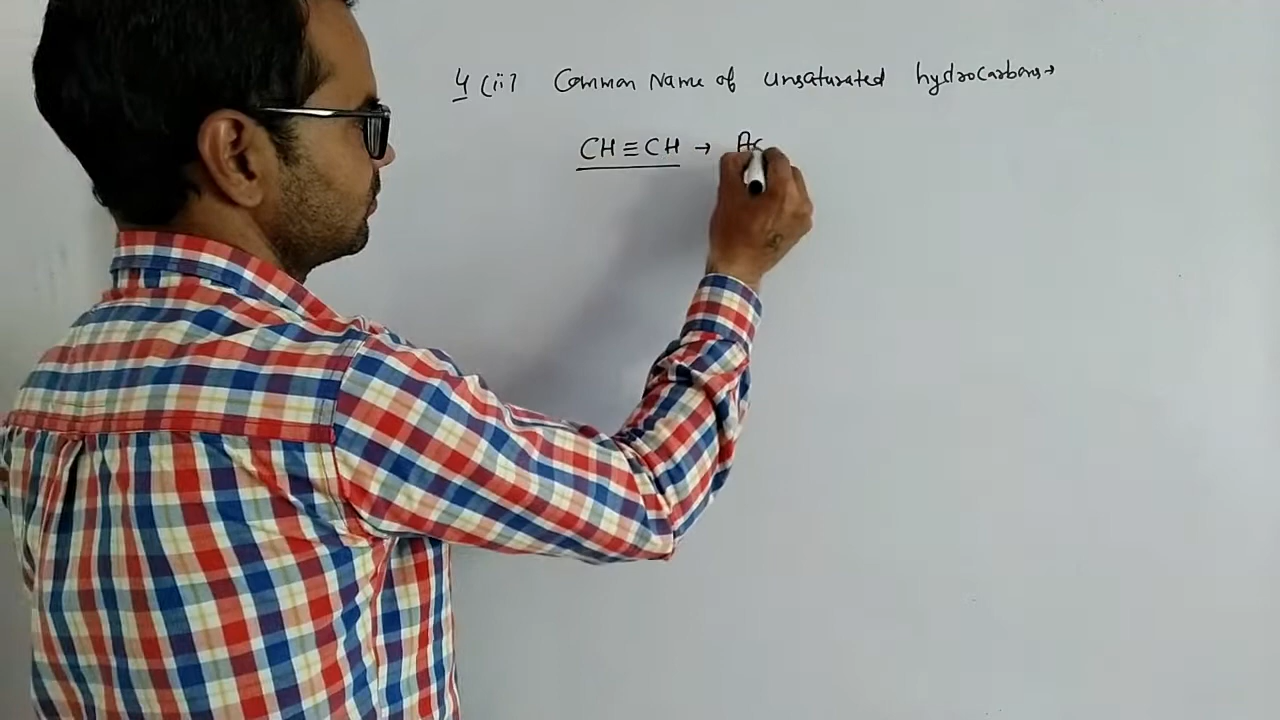 4 (ii) Common Name of unsaturated hydrocarbons→
CH≡CH → Ac